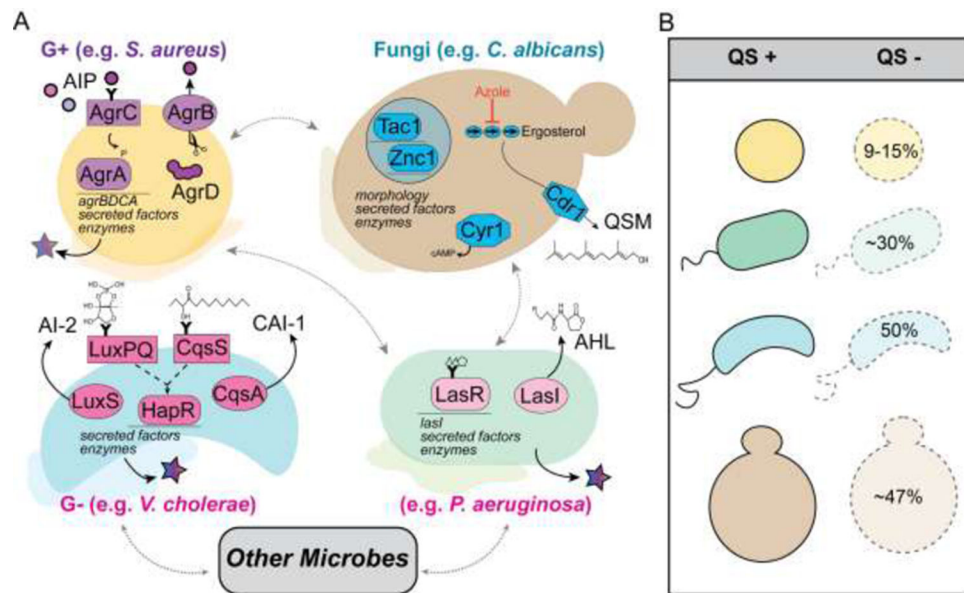 A
G+ (e.g. S. aureus)
AIP
AgrC
AgrB
P
AgrA
AgrD
agrBDCA
secreted factors
enzymes
Fungi (e.g. C. albicans)
Azole
Tac1
Znc1
Ergosterol
morphology
secreted factors
enzymes
Cdr1
QSM
Cyr1
cAMP
OH
AI-2
CAI-1
LuxPQ
CqsS
LuxS
HapR
CqsA
secreted factors
enzymes
G- (e.g. V. cholerae)
AHL
LasR
LasI
lasI
secreted factors
enzymes
(e.g. P. aeruginosa)
Other Microbes
B
QS +
QS -
9-15%
~30%
50%
~47%